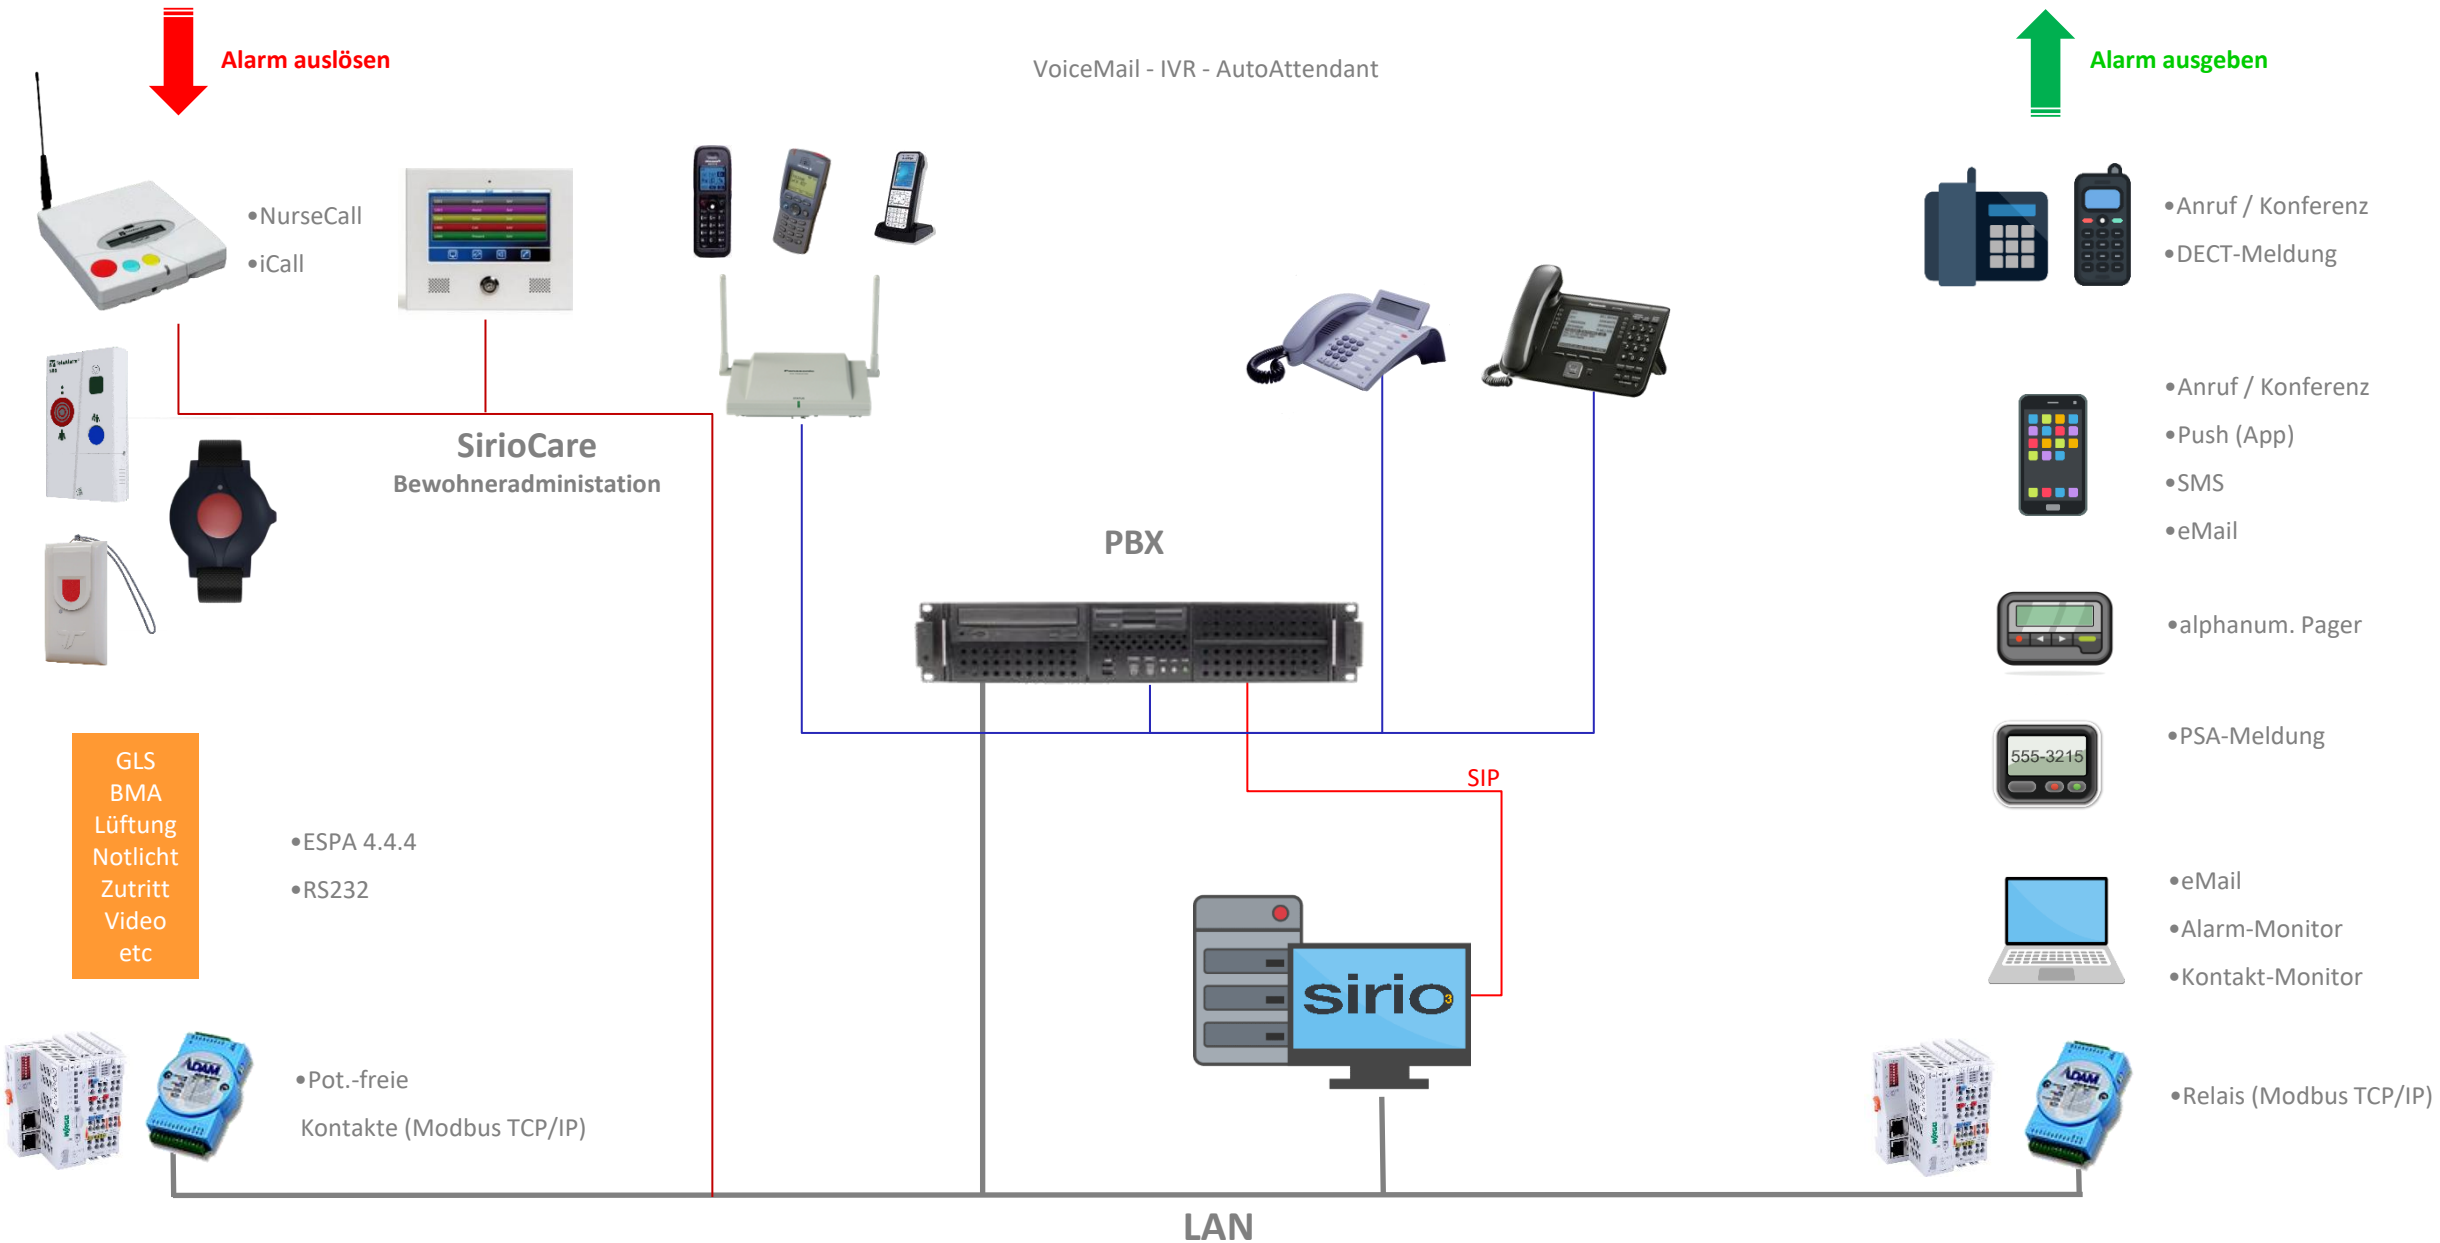 Alarm auslösen
VoiceMail - IVR - AutoAttendant
Alarm ausgeben
•NurseCall
•iCall
•Anruf / Konferenz
•DECT-Meldung
SirioCare
Bewohneradministation
•Anruf / Konferenz
•Push (App)
•SMS
•eMail
PBX
•alphanum. Pager
•PSA-Meldung
555-3215
SIP
GLS
BMA
Lüftung
Notlicht
Zutritt
Video
etc
•ESPA 4.4.4
•RS232
•eMail
•Alarm-Monitor
•Kontakt-Monitor
sirio3
ADAM
•Pot.-freie
Kontakte (Modbus TCP/IP)
ADAM
•Relais (Modbus TCP/IP)
LAN